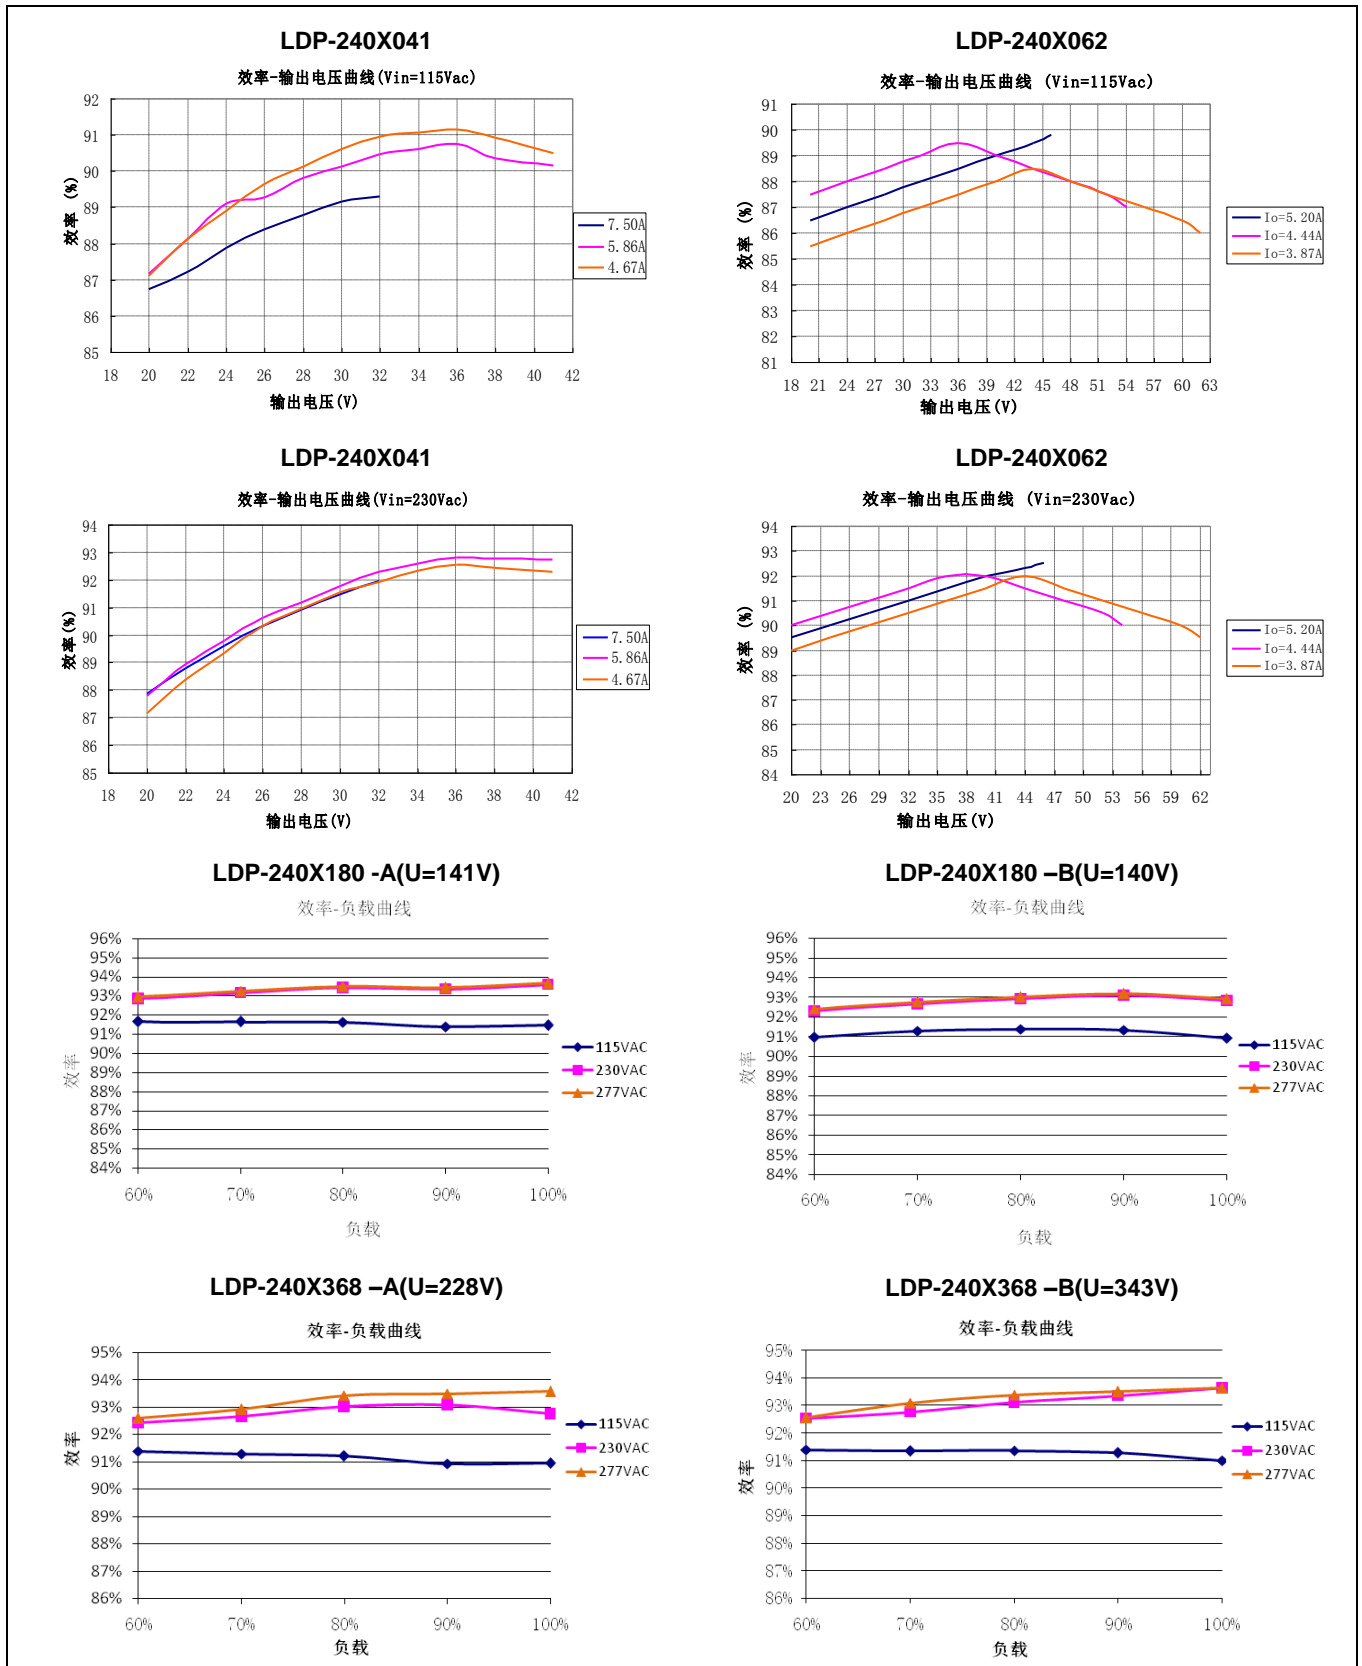 LDP-240X041
效率-输出电压曲线(Vin=115Vac)
92
91
90
89
88
87
86
85
效率 (%)
18 20 22 24 26 28 30 32 34 36 38 40 42
输出电压(V)
7.50A
5.86A
4.67A
LDP-240X062
效率-输出电压曲线 (Vin=115Vac)
91
90
89
88
87
86
85
84
83
82
81
效率 (%)
18 21 24 27 30 33 36 39 42 45 48 51 54 57 60 63
输出电压(V)
Io=5.20A
Io=4.44A
Io=3.87A
LDP-240X041
效率-输出电压曲线(Vin=230Vac)
94
93
92
91
90
89
88
87
86
85
效率(%)
18 20 22 24 26 28 30 32 34 36 38 40 42
输出电压(V)
7.50A
5.86A
4.67A
LDP-240X062
效率-输出电压曲线 (Vin=230Vac)
94
93
92
91
90
89
88
87
86
85
84
效率 (%)
20 23 26 29 32 35 38 41 44 47 50 53 56 59 62
输出电压(V)
Io=5.20A
Io=4.44A
Io=3.87A
LDP-240X180 -A(U=141V)
效率-负载曲线
96%
95%
94%
93%
92%
91%
90%
89%
88%
87%
86%
85%
84%
效率
60% 70% 80% 90% 100%
负载
115VAC
230VAC
277VAC
LDP-240X180 –B(U=140V)
效率-负载曲线
96%
95%
94%
93%
92%
91%
90%
89%
88%
87%
86%
85%
84%
效率
60% 70% 80% 90% 100%
负载
115VAC
230VAC
277VAC
LDP-240X368 –A(U=228V)
效率-负载曲线
95%
94%
93%
92%
91%
90%
89%
88%
87%
86%
效率
60% 70% 80% 90% 100%
负载
115VAC
230VAC
277VAC
LDP-240X368 –B(U=343V)
效率-负载曲线
95%
94%
93%
92%
91%
90%
89%
88%
87%
86%
效率
60% 70% 80% 90% 100%
负载
115VAC
230VAC
277VAC